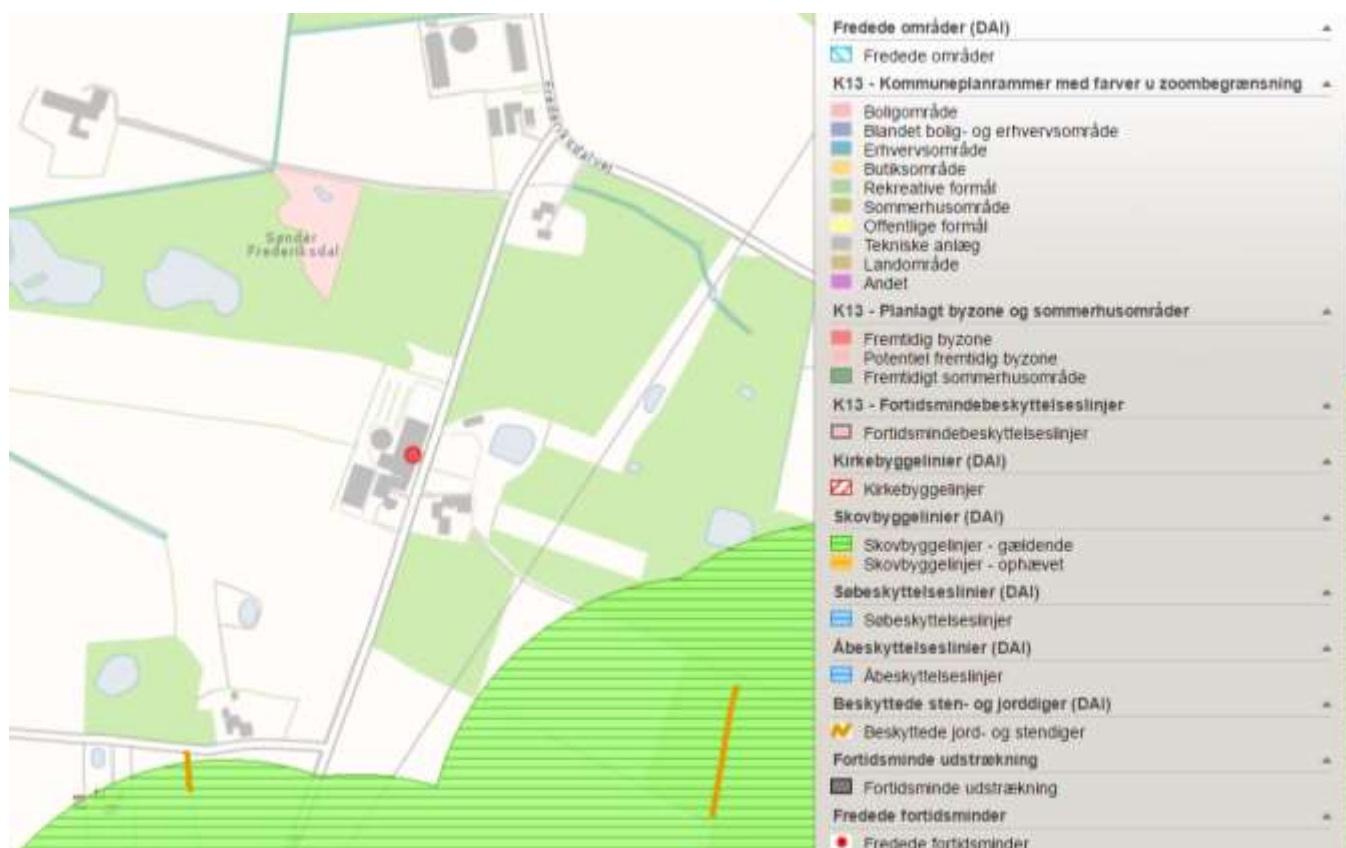 Frederiksdalvej
Sønder
Frederiksdal
Fredede områder (DAI)
Fredede områder
K13 - Kommuneplanrammer med farver u zoombegrænsning
Boligområde
Blandet bolig- og erhvervsområde
Erhvervsområde
Butiksområde
Rekreative formål
Sommerhusområde
Offentlige formål
Tekniske anlæg
Landområde
Andet
K13 - Planlagt byzone og sommerhusområder
Fremtidig byzone
Potentiel fremtidig byzone
Fremtidigt sommerhusområde
K13 - Fortidsmindebeskyttelseslinjer
Fortidsmindebeskyttelseslinjer
Kirkebyggelinier (DAI)
Kirkebyggelinjer
Skovbyggelinier (DAI)
Skovbyggelinjer - gældende
Skovbyggelinjer - ophævet
Søbeskyttelseslinier (DAI)
Søbeskyttelseslinjer
Åbeskyttelseslinier (DAI)
Åbeskyttelseslinjer
Beskyttede sten- og jorddiger (DAI)
Beskyttede jord- og stendiger
Fortidsminde udstrækning
Fortidsminde udstrækning
Fredede fortidsminder
Fredede fortidsminder